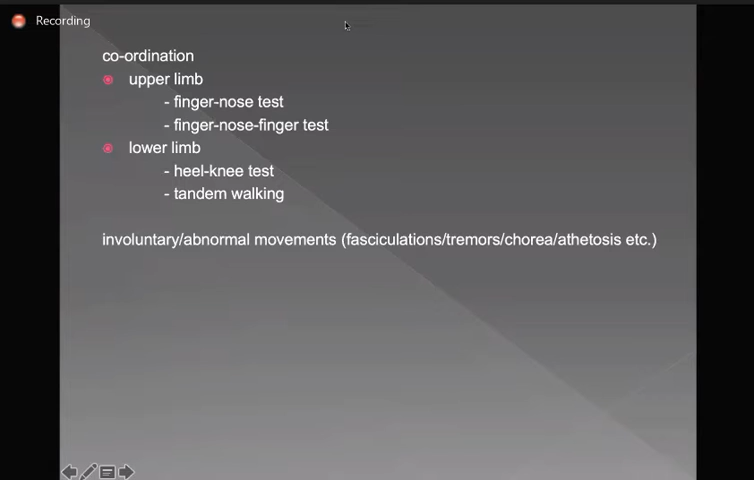 Recording
co-ordination
upper limb
- finger-nose test
- finger-nose-finger test
lower limb
- heel-knee test
- tandem walking
involuntary/abnormal movements (fasciculations/tremors/chorea/athetosis etc.)